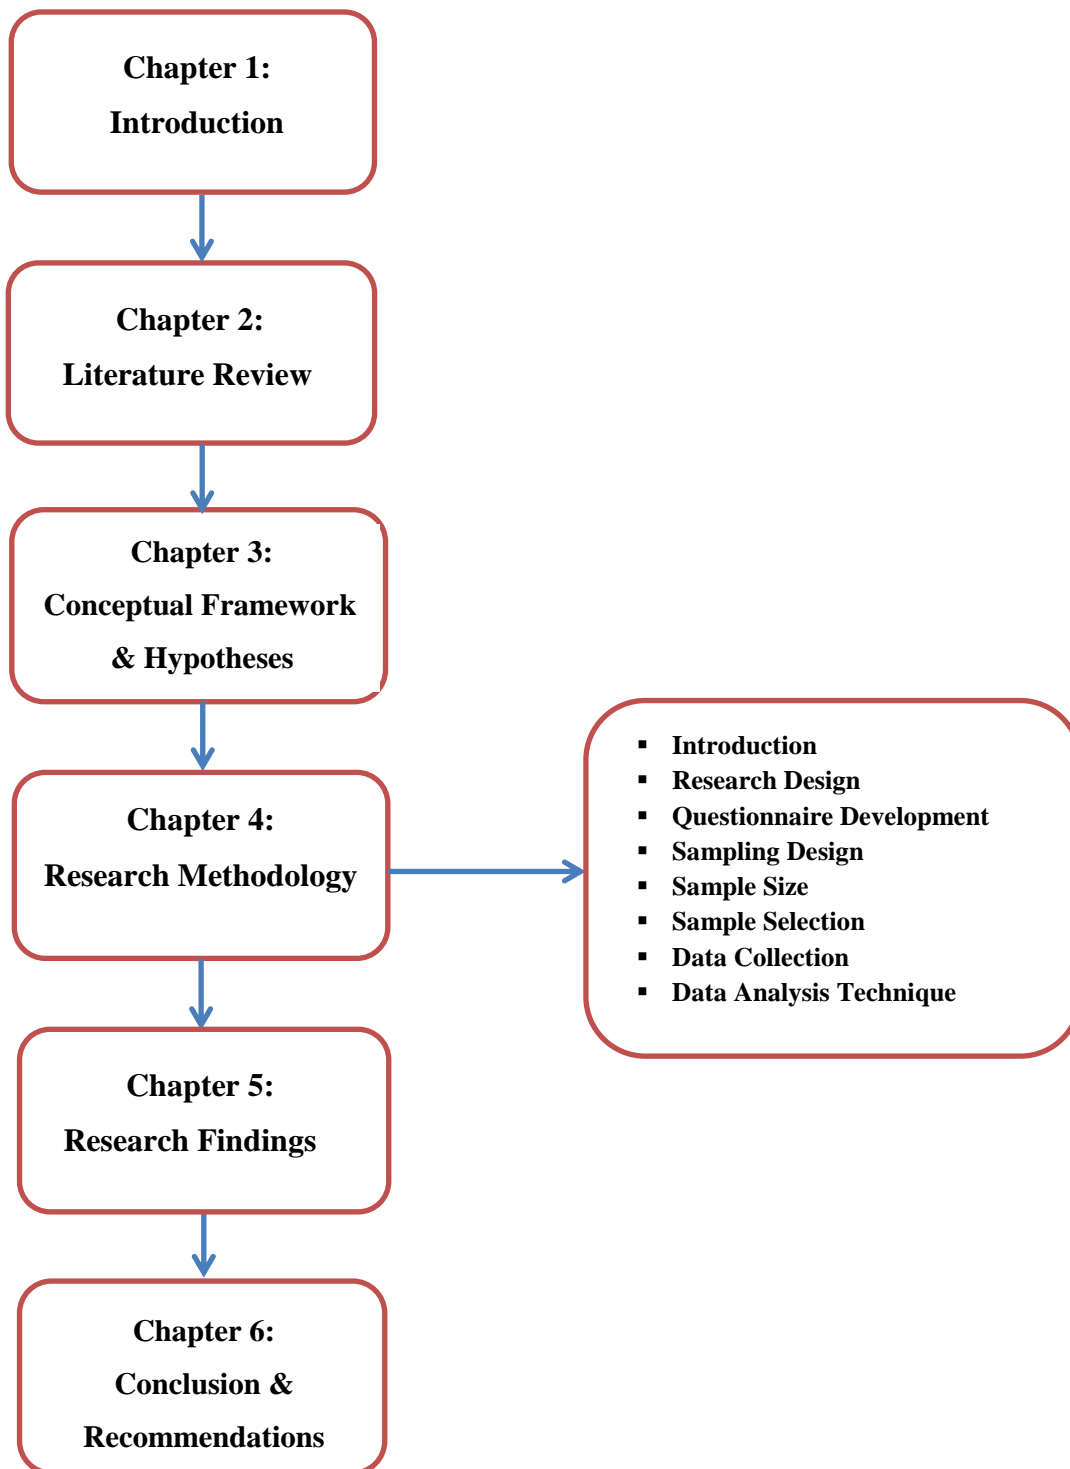 Chapter 1:
Introduction
Chapter 2:
Literature Review
Chapter 3:
Conceptual Framework
& Hypotheses
Chapter 4:
Research Methodology
▪ Introduction
▪ Research Design
▪ Questionnaire Development
▪ Sampling Design
▪ Sample Size
▪ Sample Selection
▪ Data Collection
▪ Data Analysis Technique
Chapter 5:
Research Findings
Chapter 6:
Conclusion &
Recommendations